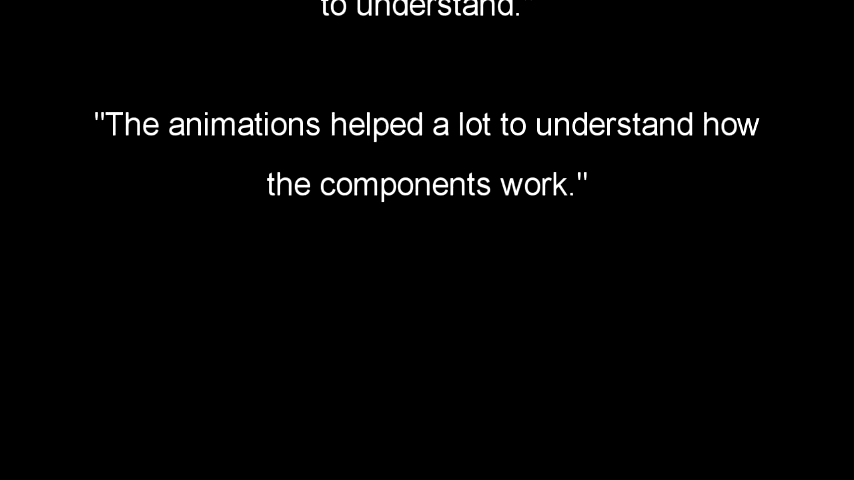 to understand."
"The animations helped a lot to understand how
the components work."